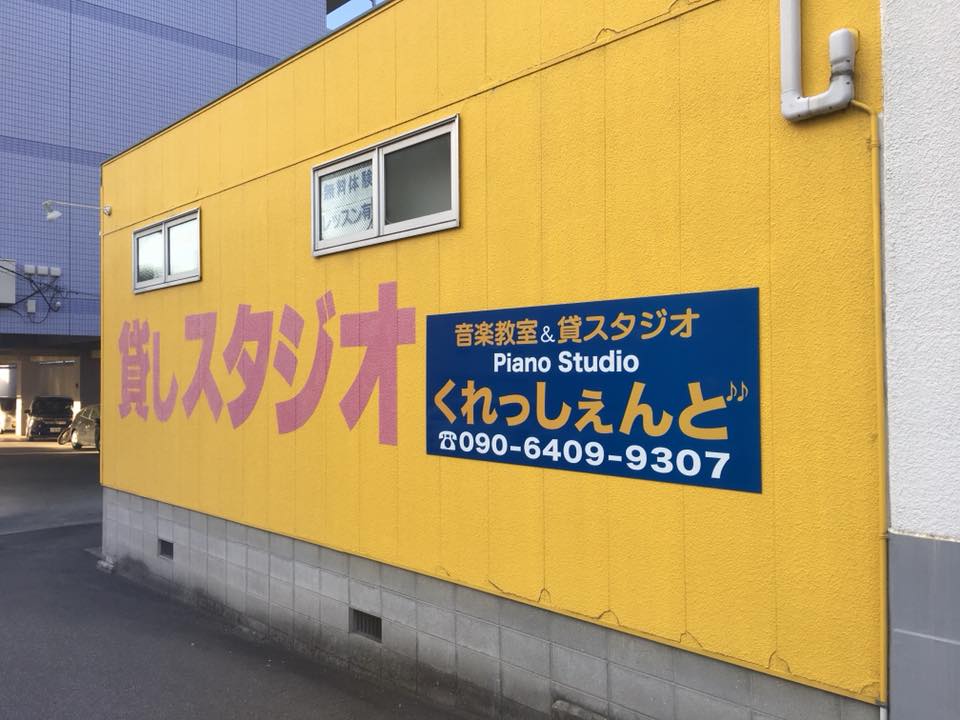 無料体験
レッスン有
貸しスタジオ
音楽教室&貸スタジオ
Piano Studio
くれっしぇんど♪♪
☎090-6409-9307